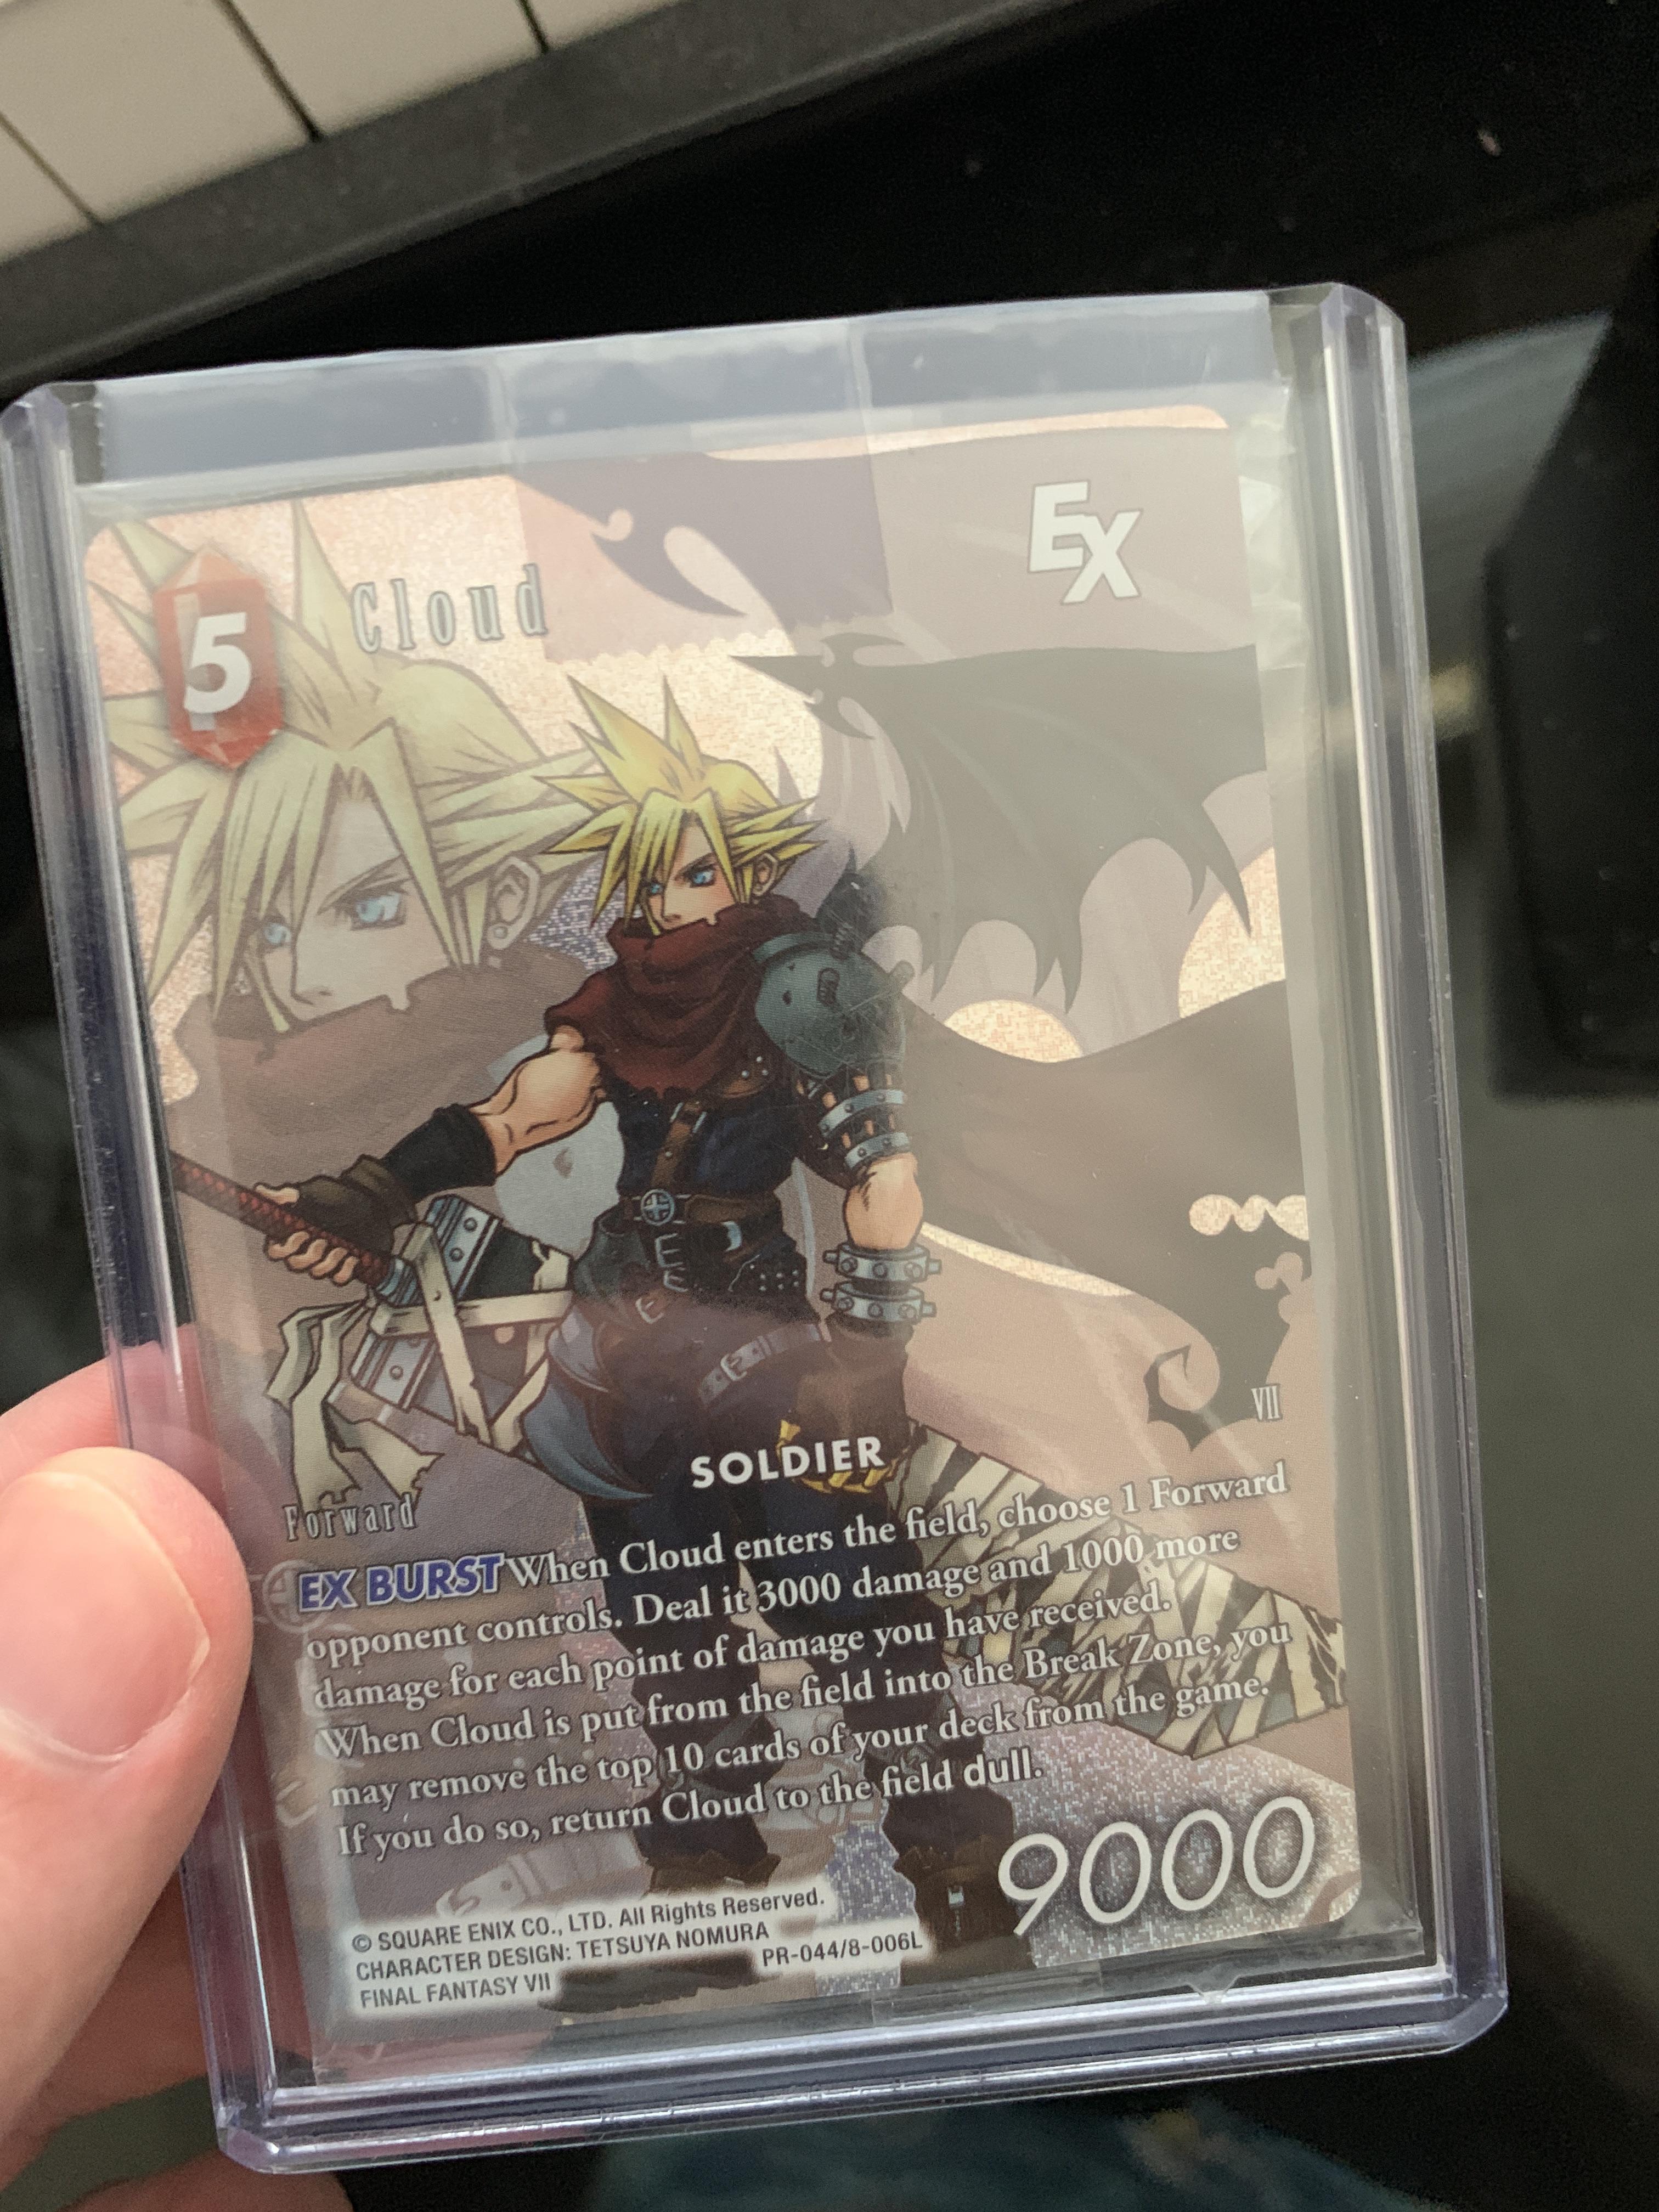 5
Cloud
EX
VII
SOLDIER
Forward
EX BURST When Cloud enters the field, choose 1 Forward
opponent controls. Deal it 3000 damage and 1000 more
damage for each point of damage you have received.
When Cloud is put from the field into the Break Zone, you
may remove the top 10 cards of your deck from the game.
If you do so, return Cloud to the field dull.
9000
© SQUARE ENIX CO., LTD. All Rights Reserved.
CHARACTER DESIGN: TETSUYA NOMURA
FINAL FANTASY VII
PR-044/8-006L